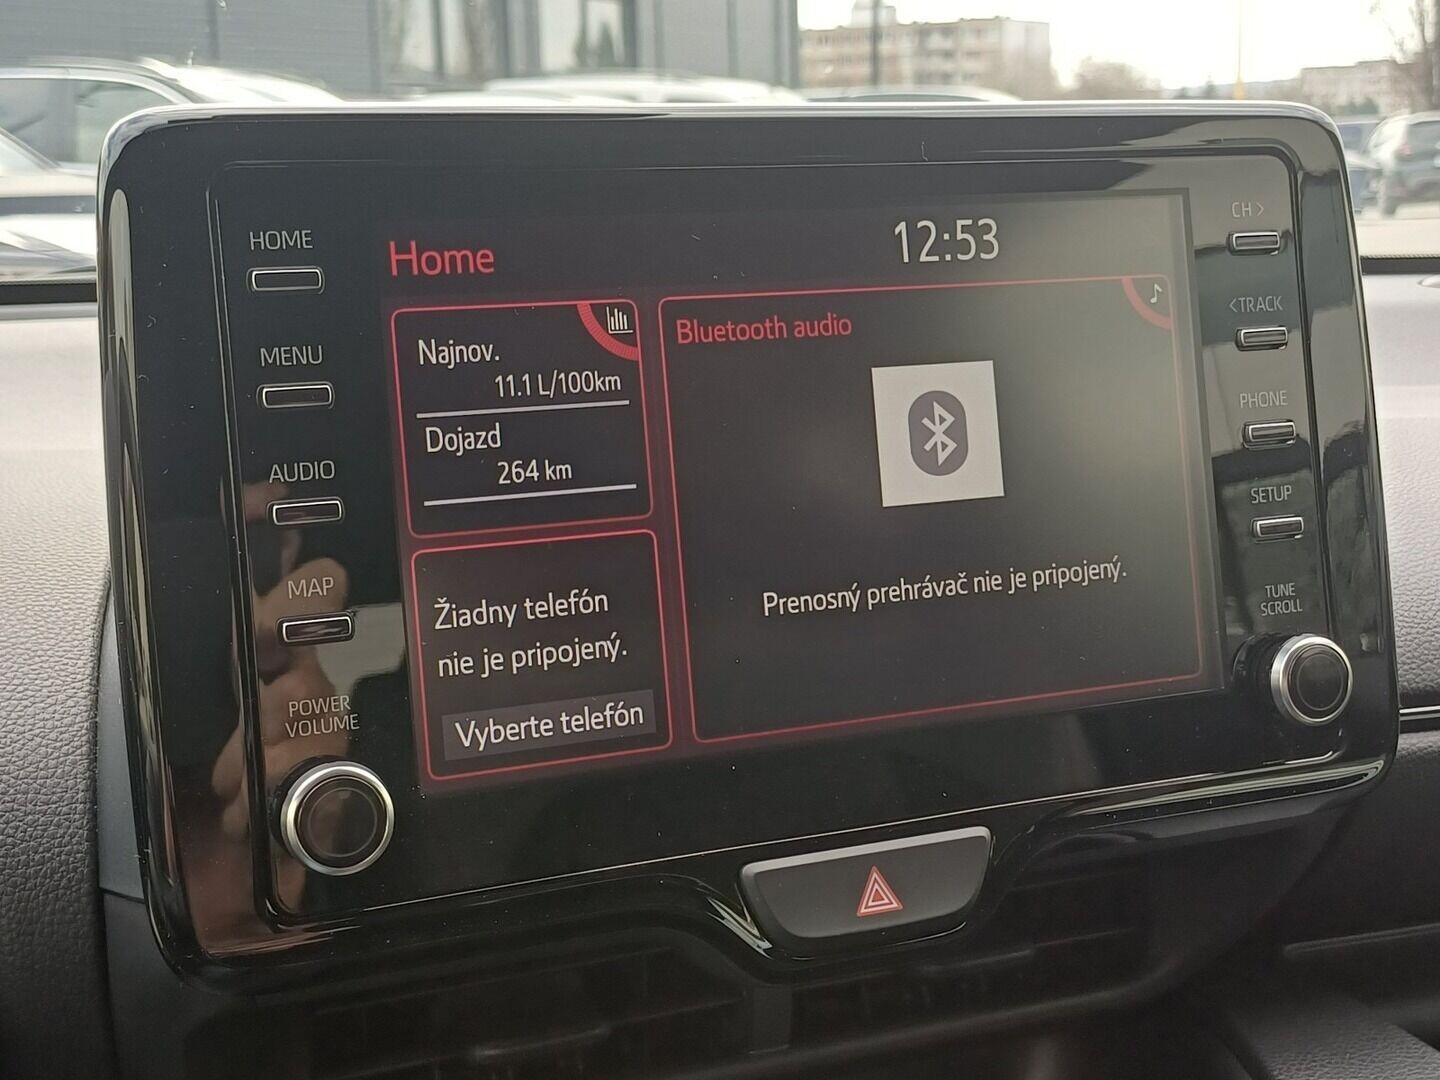 HOME
MENU
AUDIO
MAP
POWER
VOLUME
Home
12:53
Najnov.
11.1 L/100km
Dojazd
264 km
Žiadny telefón
nie je pripojený.
Vyberte telefón
Bluetooth audio
Prenosný prehrávač nie je pripojený.
CH >
< TRACK
PHONE
SETUP
TUNE
SCROLL